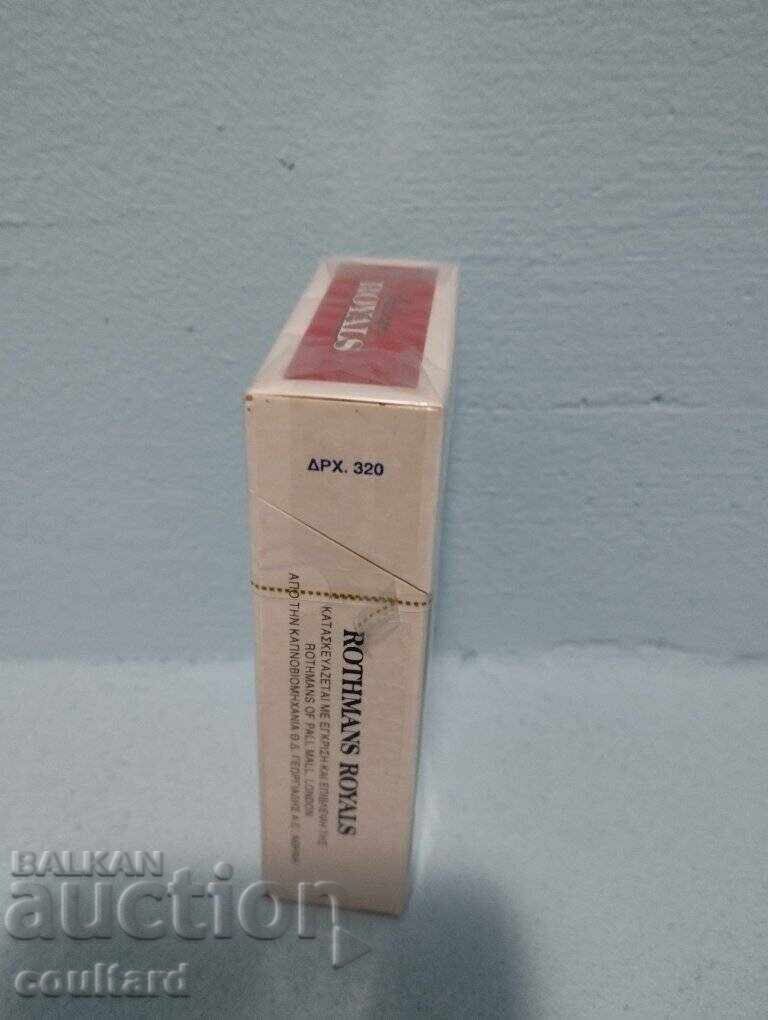 ROYALS
ΔΡΧ. 320
ROTHMANS ROYALS
ΚΑΤΑΣΚΕΥΑΖΕΤΑΙ ΜΕ ΕΓΚΡΙΣΗ ΚΑΙ ΕΠΙΒΛΕΨΗ ΤΗΣ
ROTHMANS OF PALL MALL, LONDON
ΑΠΟ ΤΗΝ ΚΑΠΝΟΒΙΟΜΗΧΑΝΙΑ Θ.Δ. ΓΕΩΡΓΙΑΔΗΣ Α.Ε.
BALKAN
auction
coultard